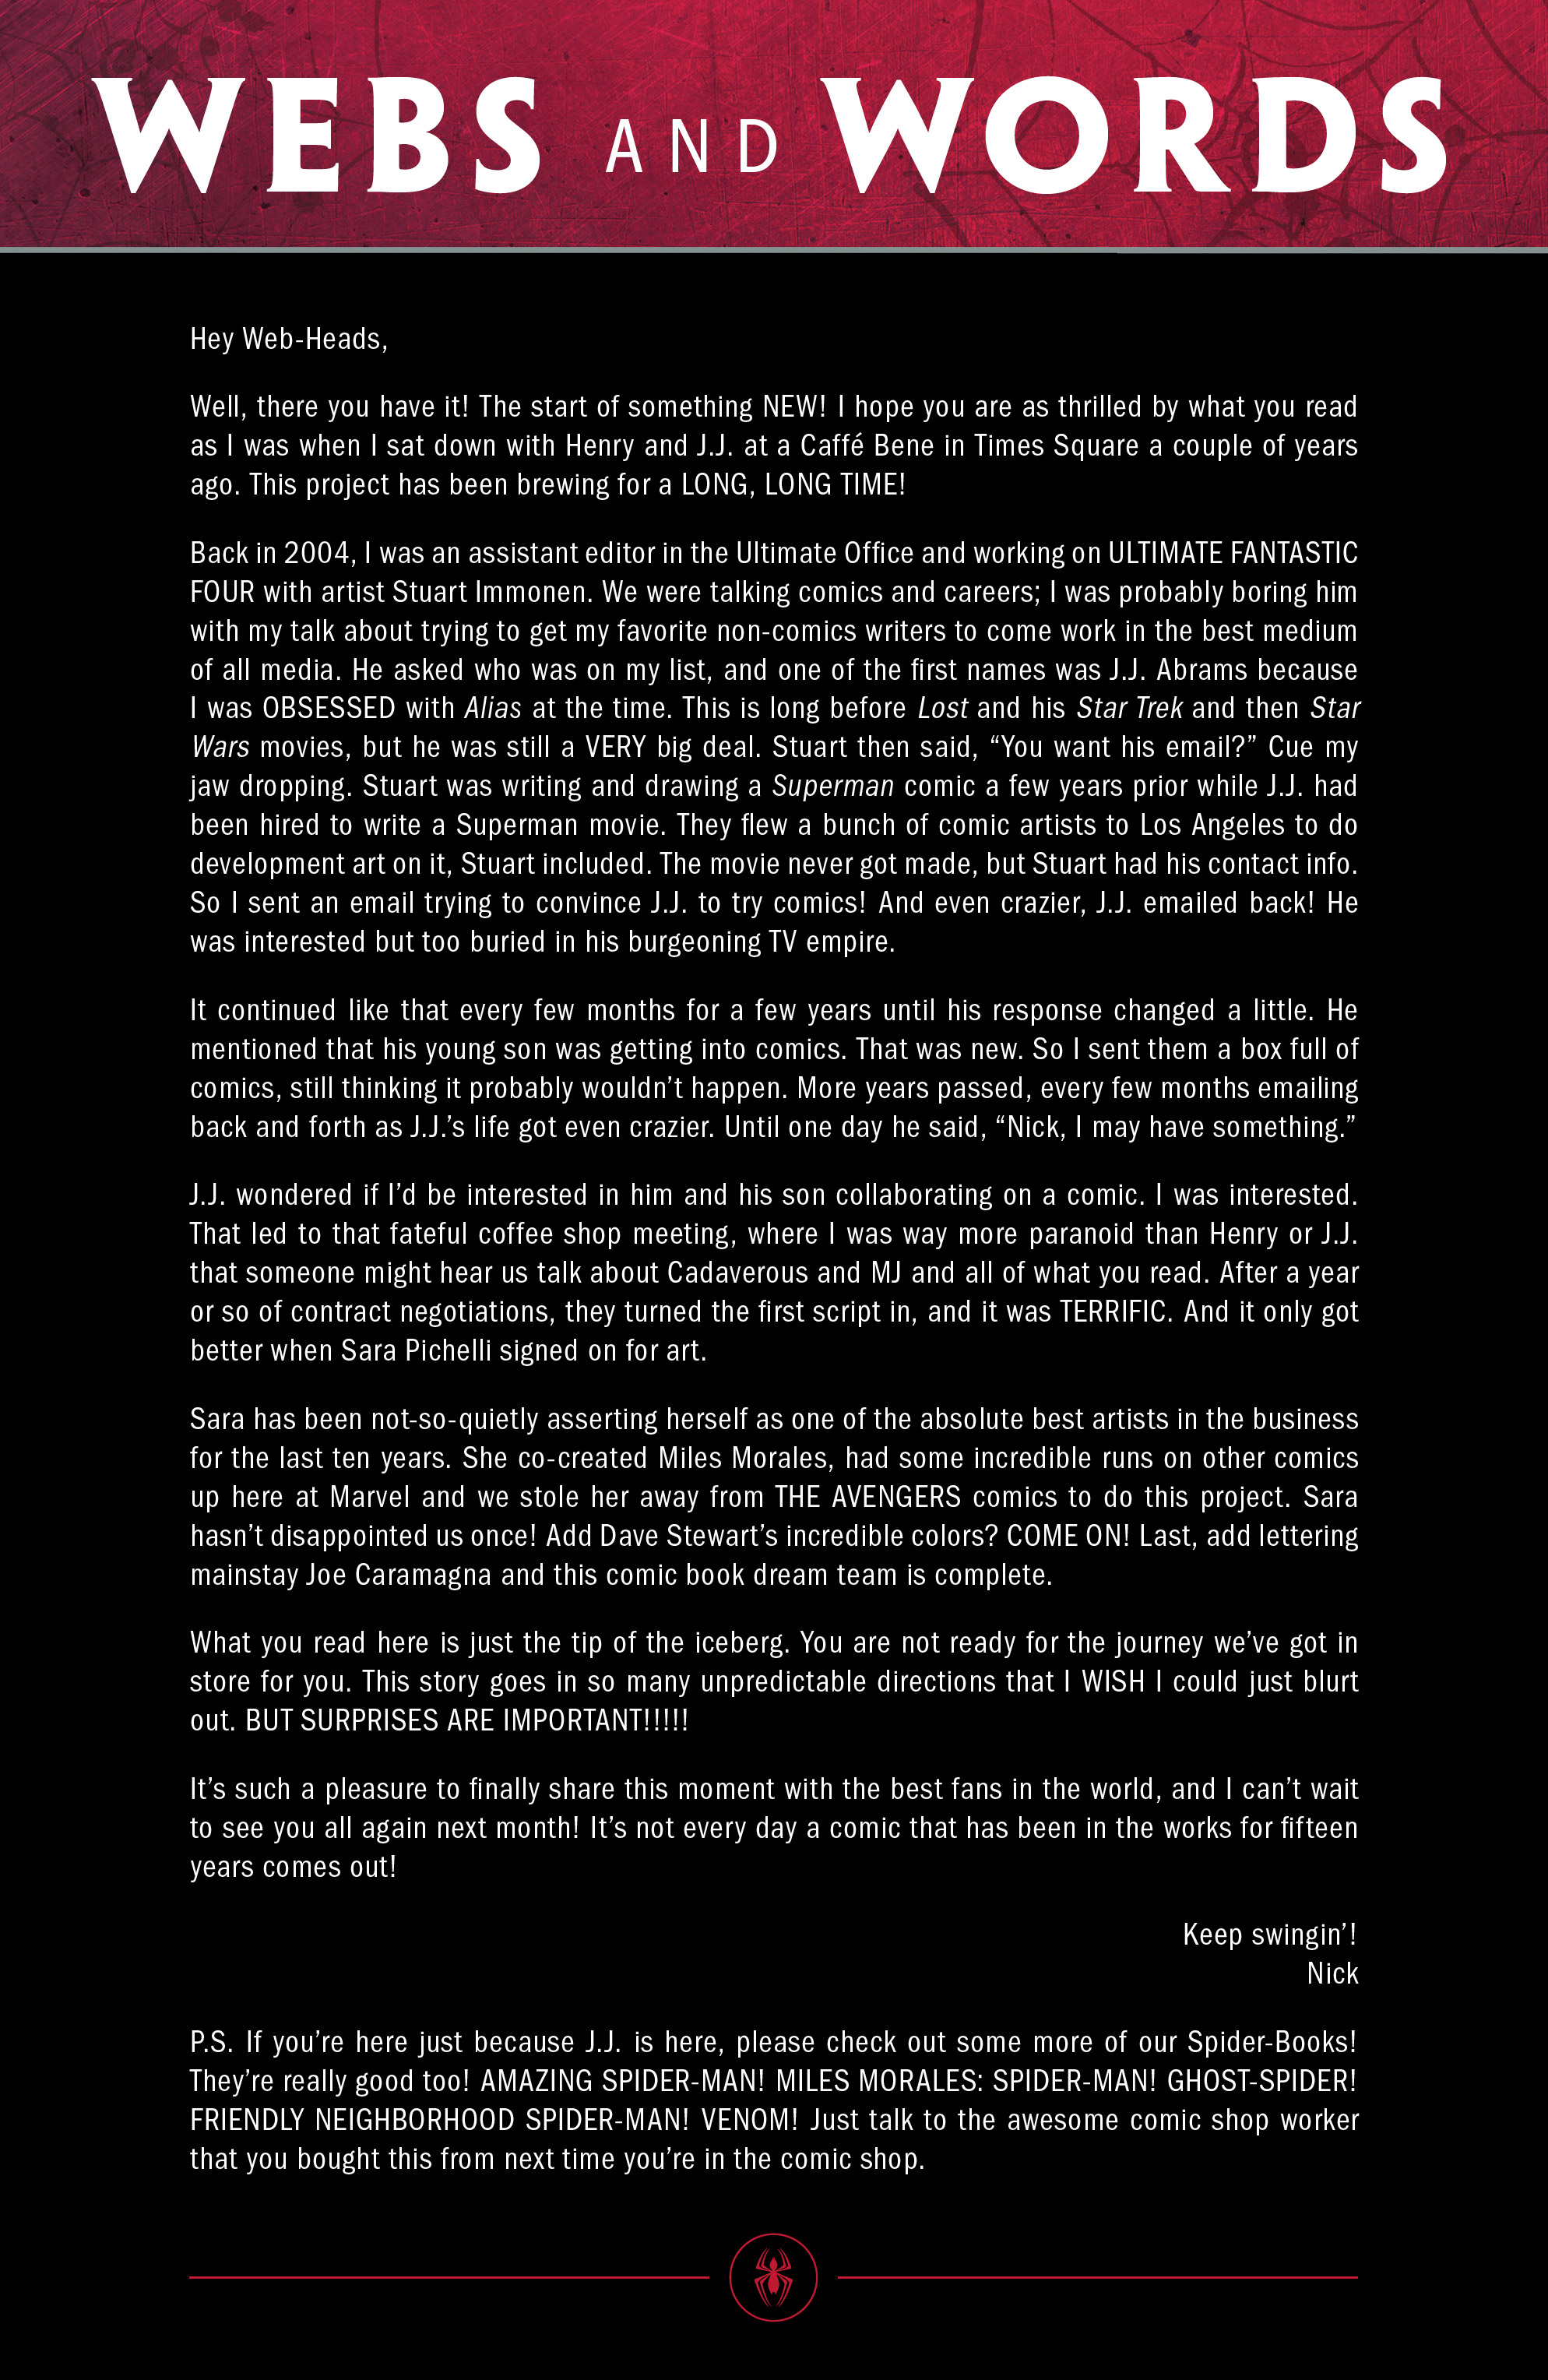 WEBS AND WORDS
Hey Web-Heads,
Well, there you have it! The start of something NEW! I hope you are as thrilled by what you read
as I was when I sat down with Henry and J.J. at a Caffé Bene in Times Square a couple of years
ago. This project has been brewing for a LONG, LONG TIME!
Back in 2004, I was an assistant editor in the Ultimate Office and working on ULTIMATE FANTASTIC
FOUR with artist Stuart Immonen. We were talking comics and careers; I was probably boring him
with my talk about trying to get my favorite non-comics writers to come work in the best medium
of all media. He asked who was on my list, and one of the first names was J.J. Abrams because
I was OBSESSED with Alias at the time. This is long before Lost and his Star Trek and then Star
Wars movies, but he was still a VERY big deal. Stuart then said, “You want his email?” Cue my
jaw dropping. Stuart was writing and drawing a Superman comic a few years prior while J.J. had
been hired to write a Superman movie. They flew a bunch of comic artists to Los Angeles to do
development art on it, Stuart included. The movie never got made, but Stuart had his contact info.
So I sent an email trying to convince J.J. to try comics! And even crazier, J.J. emailed back! He
was interested but too buried in his burgeoning TV empire.
It continued like that every few months for a few years until his response changed a little. He
mentioned that his young son was getting into comics. That was new. So I sent them a box full of
comics, still thinking it probably wouldn’t happen. More years passed, every few months emailing
back and forth as J.J.’s life got even crazier. Until one day he said, “Nick, I may have something.”
J.J. wondered if I’d be interested in him and his son collaborating on a comic. I was interested.
That led to that fateful coffee shop meeting, where I was way more paranoid than Henry or J.J.
that someone might hear us talk about Cadaverous and MJ and all of what you read. After a year
or so of contract negotiations, they turned the first script in, and it was TERRIFIC. And it only got
better when Sara Pichelli signed on for art.
Sara has been not-so-quietly asserting herself as one of the absolute best artists in the business
for the last ten years. She co-created Miles Morales, had some incredible runs on other comics
up here at Marvel and we stole her away from THE AVENGERS comics to do this project. Sara
hasn’t disappointed us once! Add Dave Stewart’s incredible colors? COME ON! Last, add lettering
mainstay Joe Caramagna and this comic book dream team is complete.
What you read here is just the tip of the iceberg. You are not ready for the journey we’ve got in
store for you. This story goes in so many unpredictable directions that I WISH I could just blurt
out. BUT SURPRISES ARE IMPORTANT!!!!!
It’s such a pleasure to finally share this moment with the best fans in the world, and I can’t wait
to see you all again next month! It’s not every day a comic that has been in the works for fifteen
years comes out!
Keep swingin’!
Nick
P.S. If you’re here just because J.J. is here, please check out some more of our Spider-Books!
They’re really good too! AMAZING SPIDER-MAN! MILES MORALES: SPIDER-MAN! GHOST-SPIDER!
FRIENDLY NEIGHBORHOOD SPIDER-MAN! VENOM! Just talk to the awesome comic shop worker
that you bought this from next time you’re in the comic shop.